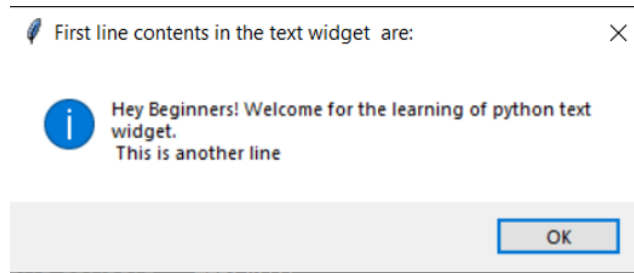 First line contents in the text widget  are:
Hey Beginners! Welcome for the learning of python text
widget.
 This is another line
OK